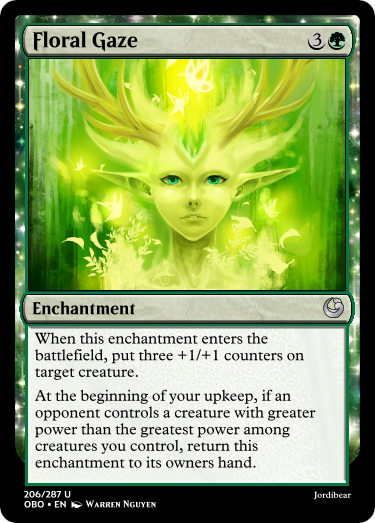 Floral Gaze 3
Enchantment
When this enchantment enters the
battlefield, put three +1/+1 counters on
target creature.
At the beginning of your upkeep, if an
opponent controls a creature with greater
power than the greatest power among
creatures you control, return this
enchantment to its owners hand.
206/287 U
OBO • EN Warren Nguyen
Jordibear